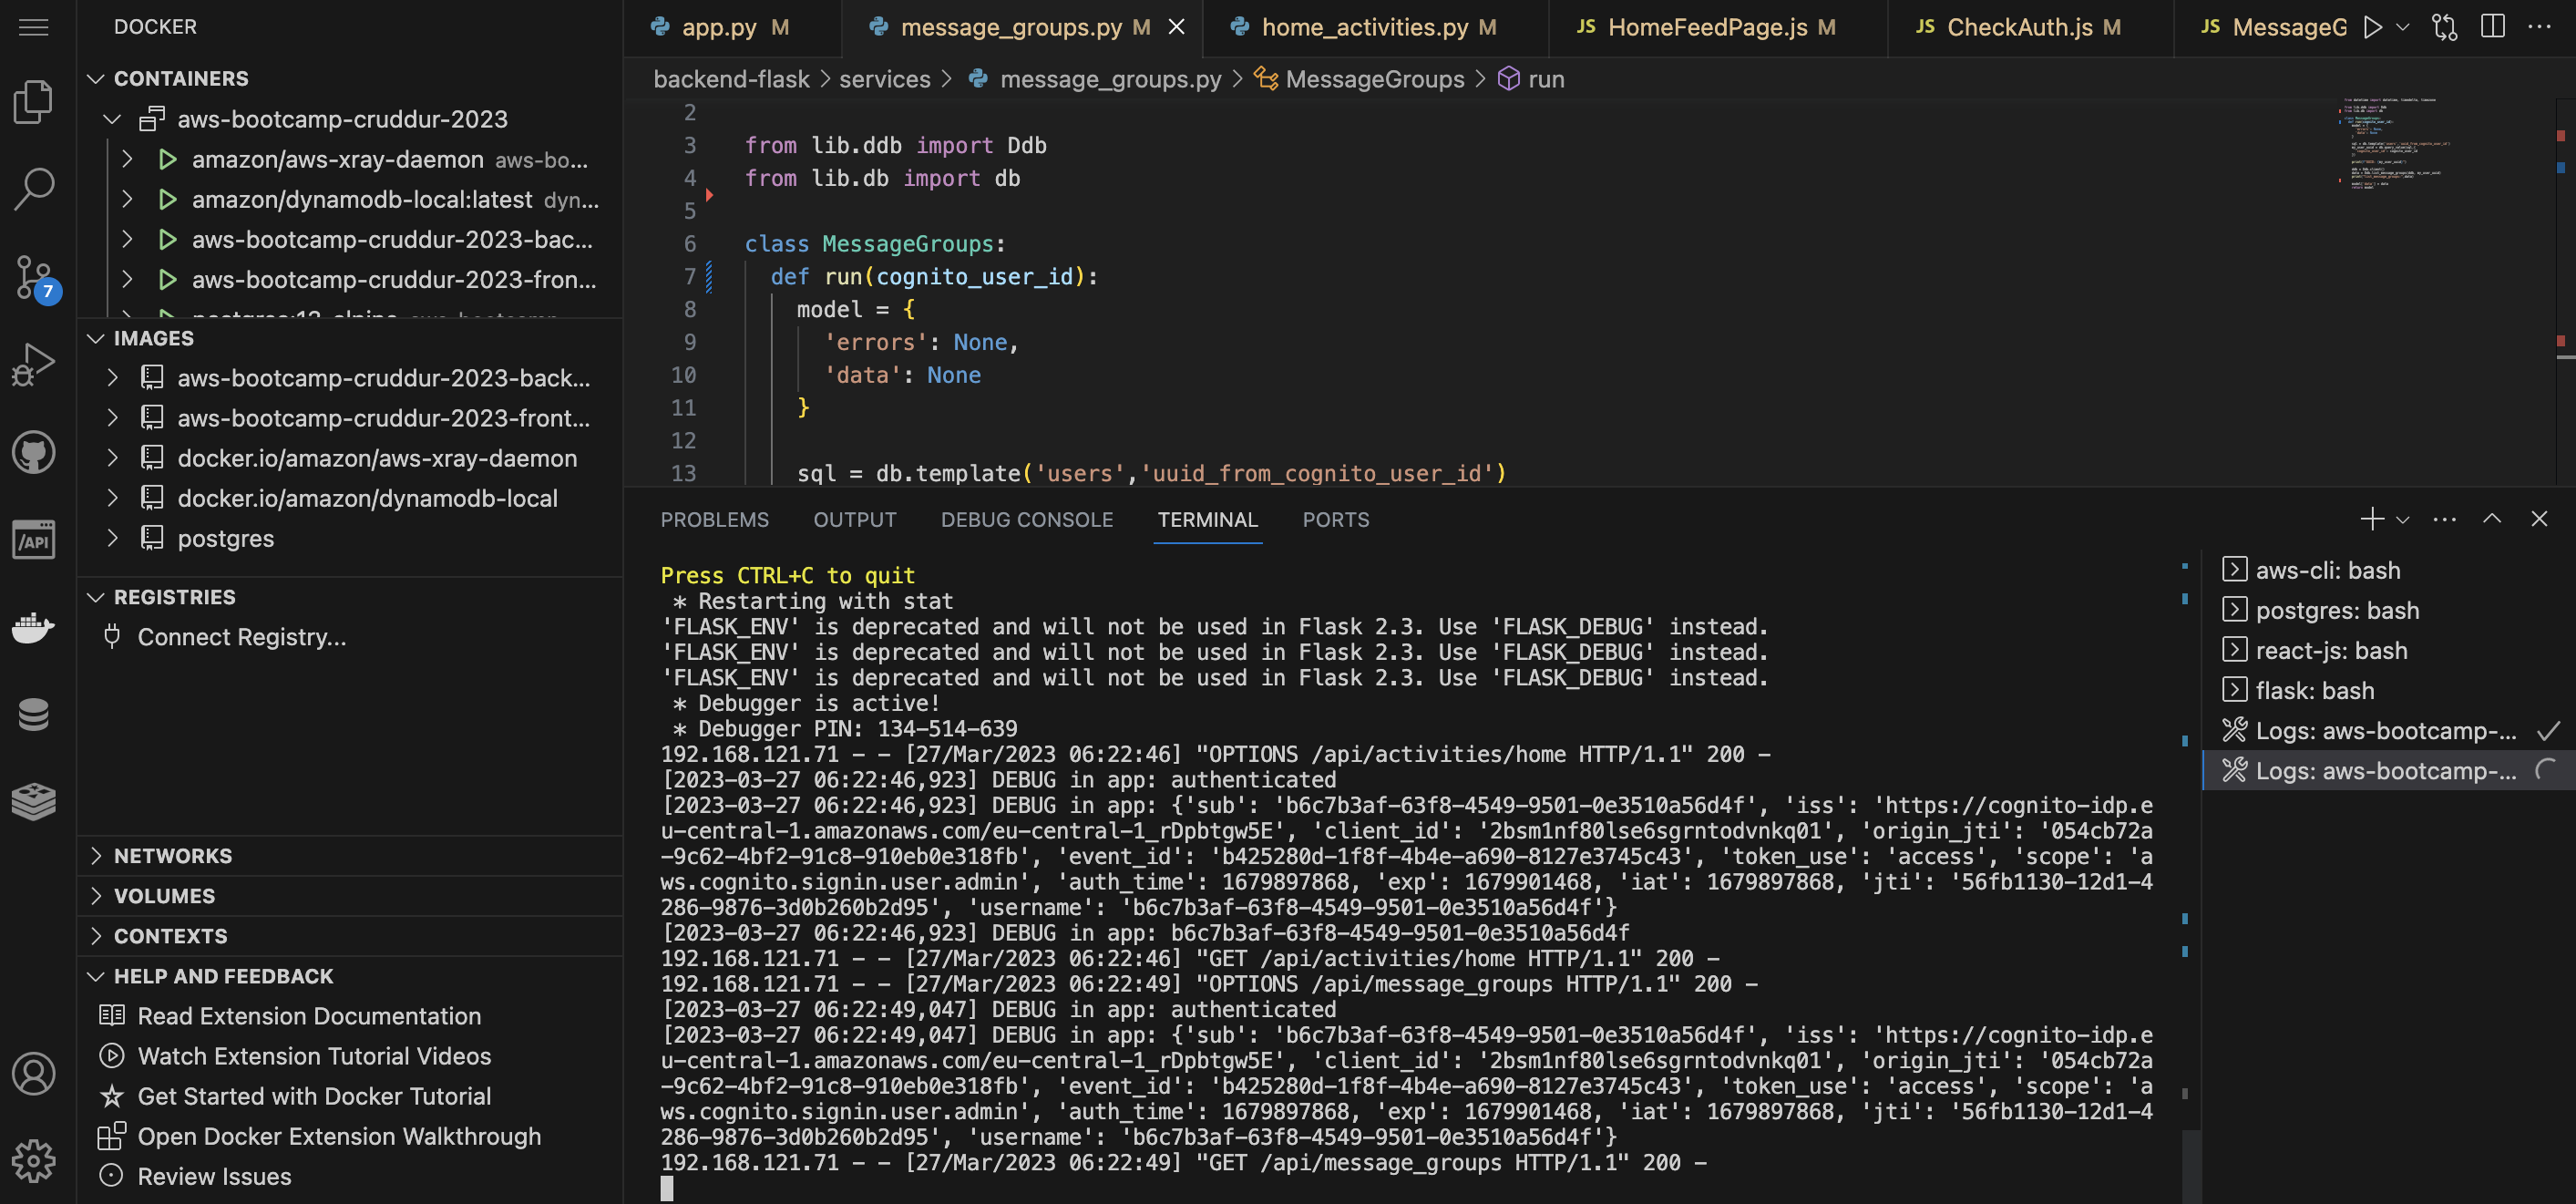 DOCKER
CONTAINERS
aws-bootcamp-cruddur-2023
amazon/aws-xray-daemon aws-bo...
amazon/dynamodb-local:latest dyn...
aws-bootcamp-cruddur-2023-bac...
aws-bootcamp-cruddur-2023-fron...
IMAGES
aws-bootcamp-cruddur-2023-back...
aws-bootcamp-cruddur-2023-front...
docker.io/amazon/aws-xray-daemon
docker.io/amazon/dynamodb-local
postgres
REGISTRIES
Connect Registry...
NETWORKS
VOLUMES
CONTEXTS
HELP AND FEEDBACK
Read Extension Documentation
Watch Extension Tutorial Videos
Get Started with Docker Tutorial
Open Docker Extension Walkthrough
Review Issues
7
/API
app.py M
message_groups.py M
home_activities.py M
JS HomeFeedPage.js M
JS CheckAuth.js M
JS MessageG
backend-flask > services > message_groups.py > MessageGroups > run
2
3 from lib.ddb import Ddb
4 from lib.db import db
5
6 class MessageGroups:
7 def run(cognito_user_id):
8 model = {
9 'errors': None,
10 'data': None
11 }
12
13 sql = db.template('users','uuid_from_cognito_user_id')
PROBLEMS OUTPUT DEBUG CONSOLE TERMINAL PORTS
Press CTRL+C to quit
* Restarting with stat
'FLASK_ENV' is deprecated and will not be used in Flask 2.3. Use 'FLASK_DEBUG' instead.
'FLASK_ENV' is deprecated and will not be used in Flask 2.3. Use 'FLASK_DEBUG' instead.
'FLASK_ENV' is deprecated and will not be used in Flask 2.3. Use 'FLASK_DEBUG' instead.
* Debugger is active!
* Debugger PIN: 134-514-639
192.168.121.71 - - [27/Mar/2023 06:22:46] "OPTIONS /api/activities/home HTTP/1.1" 200 -
[2023-03-27 06:22:46,923] DEBUG in app: authenticated
[2023-03-27 06:22:46,923] DEBUG in app: {'sub': 'b6c7b3af-63f8-4549-9501-0e3510a56d4f', 'iss': 'https://cognito-idp.e
u-central-1.amazonaws.com/eu-central-1_rDpbtgw5E', 'client_id': '2bsm1nf80lse6sgrntodvnkq01', 'origin_jti': '054cb72a
-9c62-4bf2-91c8-910eb0e318fb', 'event_id': 'b425280d-1f8f-4b4e-a690-8127e3745c43', 'token_use': 'access', 'scope': 'a
ws.cognito.signin.user.admin', 'auth_time': 1679897868, 'exp': 1679901468, 'iat': 1679897868, 'jti': '56fb1130-12d1-4
286-9876-3d0b260b2d95', 'username': 'b6c7b3af-63f8-4549-9501-0e3510a56d4f'}
[2023-03-27 06:22:46,923] DEBUG in app: b6c7b3af-63f8-4549-9501-0e3510a56d4f
192.168.121.71 - - [27/Mar/2023 06:22:46] "GET /api/activities/home HTTP/1.1" 200 -
192.168.121.71 - - [27/Mar/2023 06:22:49] "OPTIONS /api/message_groups HTTP/1.1" 200 -
[2023-03-27 06:22:49,047] DEBUG in app: authenticated
[2023-03-27 06:22:49,047] DEBUG in app: {'sub': 'b6c7b3af-63f8-4549-9501-0e3510a56d4f', 'iss': 'https://cognito-idp.e
u-central-1.amazonaws.com/eu-central-1_rDpbtgw5E', 'client_id': '2bsm1nf80lse6sgrntodvnkq01', 'origin_jti': '054cb72a
-9c62-4bf2-91c8-910eb0e318fb', 'event_id': 'b425280d-1f8f-4b4e-a690-8127e3745c43', 'token_use': 'access', 'scope': 'a
ws.cognito.signin.user.admin', 'auth_time': 1679897868, 'exp': 1679901468, 'iat': 1679897868, 'jti': '56fb1130-12d1-4
286-9876-3d0b260b2d95', 'username': 'b6c7b3af-63f8-4549-9501-0e3510a56d4f'}
192.168.121.71 - - [27/Mar/2023 06:22:49] "GET /api/message_groups HTTP/1.1" 200 -
aws-cli: bash
postgres: bash
react-js: bash
flask: bash
Logs: aws-bootcamp-...
Logs: aws-bootcamp-...